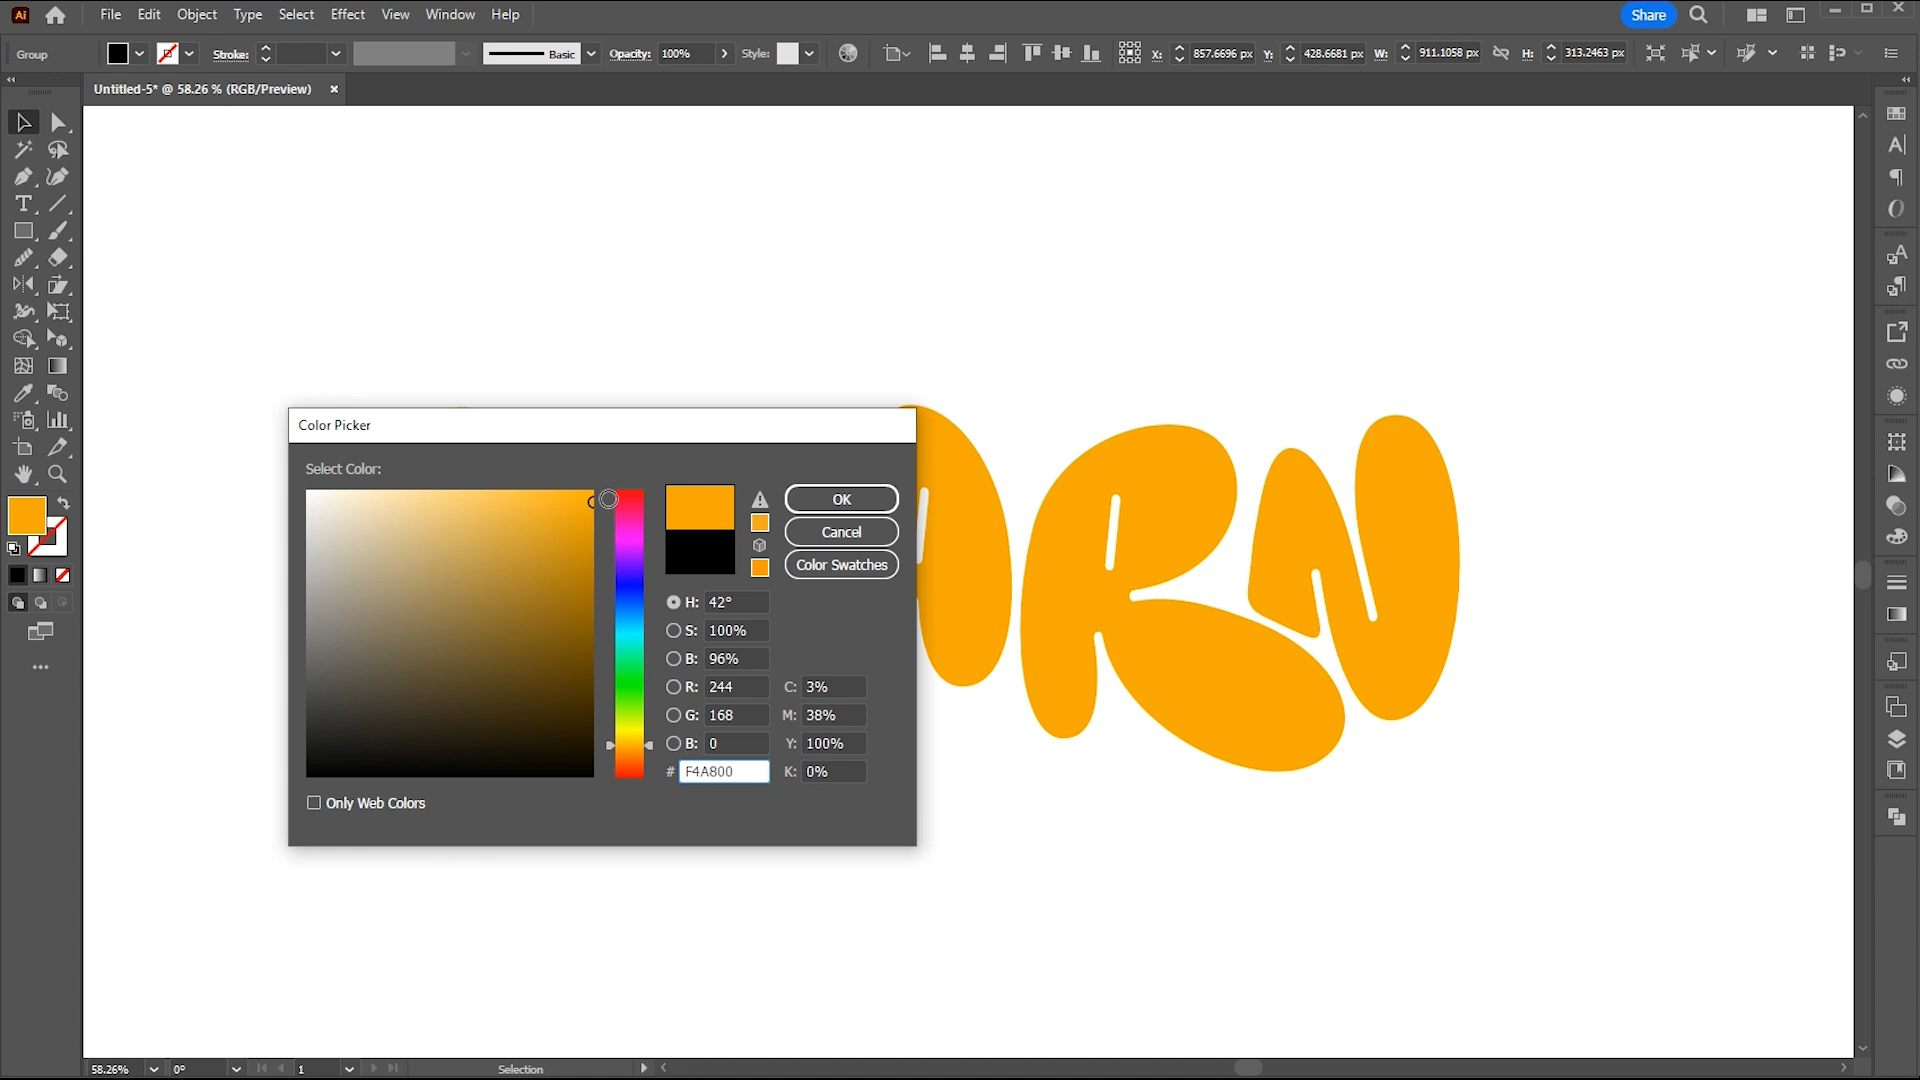 Ai File Edit Object Type Select Effect View Window Help Share
Group Stroke: Basic Opacity: 100% Style: X: 857.6696 px Y: 428.6681 px W: 911.1058 px H: 313.2463 px
Untitled-5* @ 58.26 % (RGB/Preview)
Color Picker
Select Color:
OK
Cancel
Color Swatches
H: 42°
S: 100%
B: 96%
R: 244 C: 3%
G: 168 M: 38%
B: 0 Y: 100%
# F4A800 K: 0%
Only Web Colors
RN
58.26% 0° 1 Selection